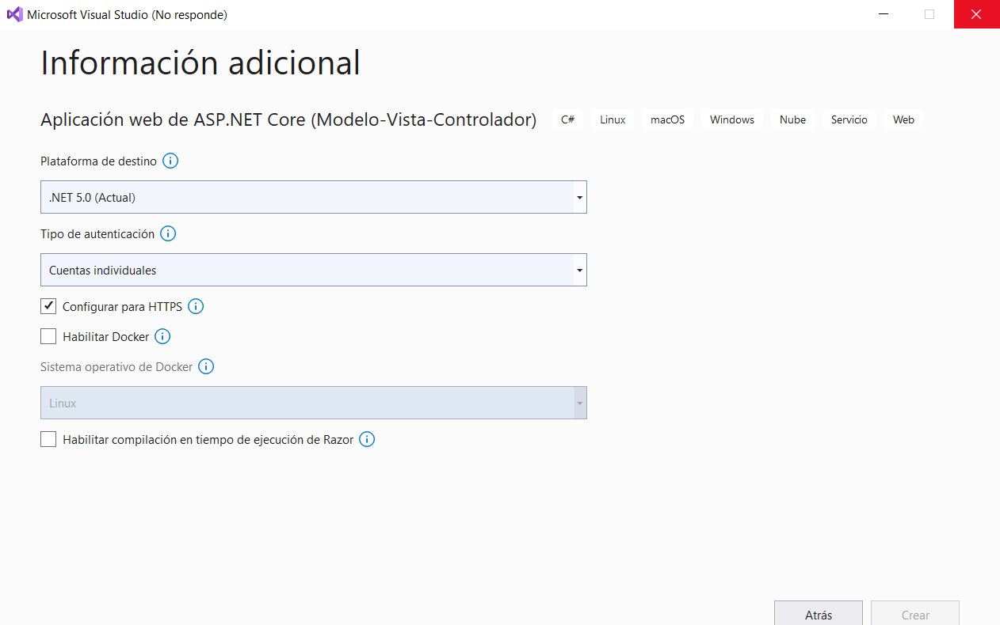 Microsoft Visual Studio (No responde)
Información adicional
Aplicación web de ASP.NET Core (Modelo-Vista-Controlador) C# Linux macOS Windows Nube Servicio Web
Plataforma de destino
.NET 5.0 (Actual)
Tipo de autenticación
Cuentas individuales
Configurar para HTTPS
Habilitar Docker
Sistema operativo de Docker
Linux
Habilitar compilación en tiempo de ejecución de Razor
Atrás Crear